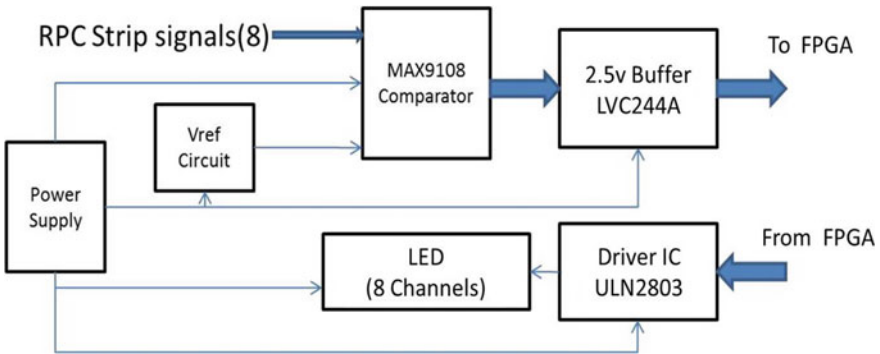 RPC Strip signals(8)
MAX9108
Comparator
2.5v Buffer
LVC244A
To FPGA
Vref
Circuit
Power
Supply
LED
(8 Channels)
Driver IC
ULN2803
From FPGA